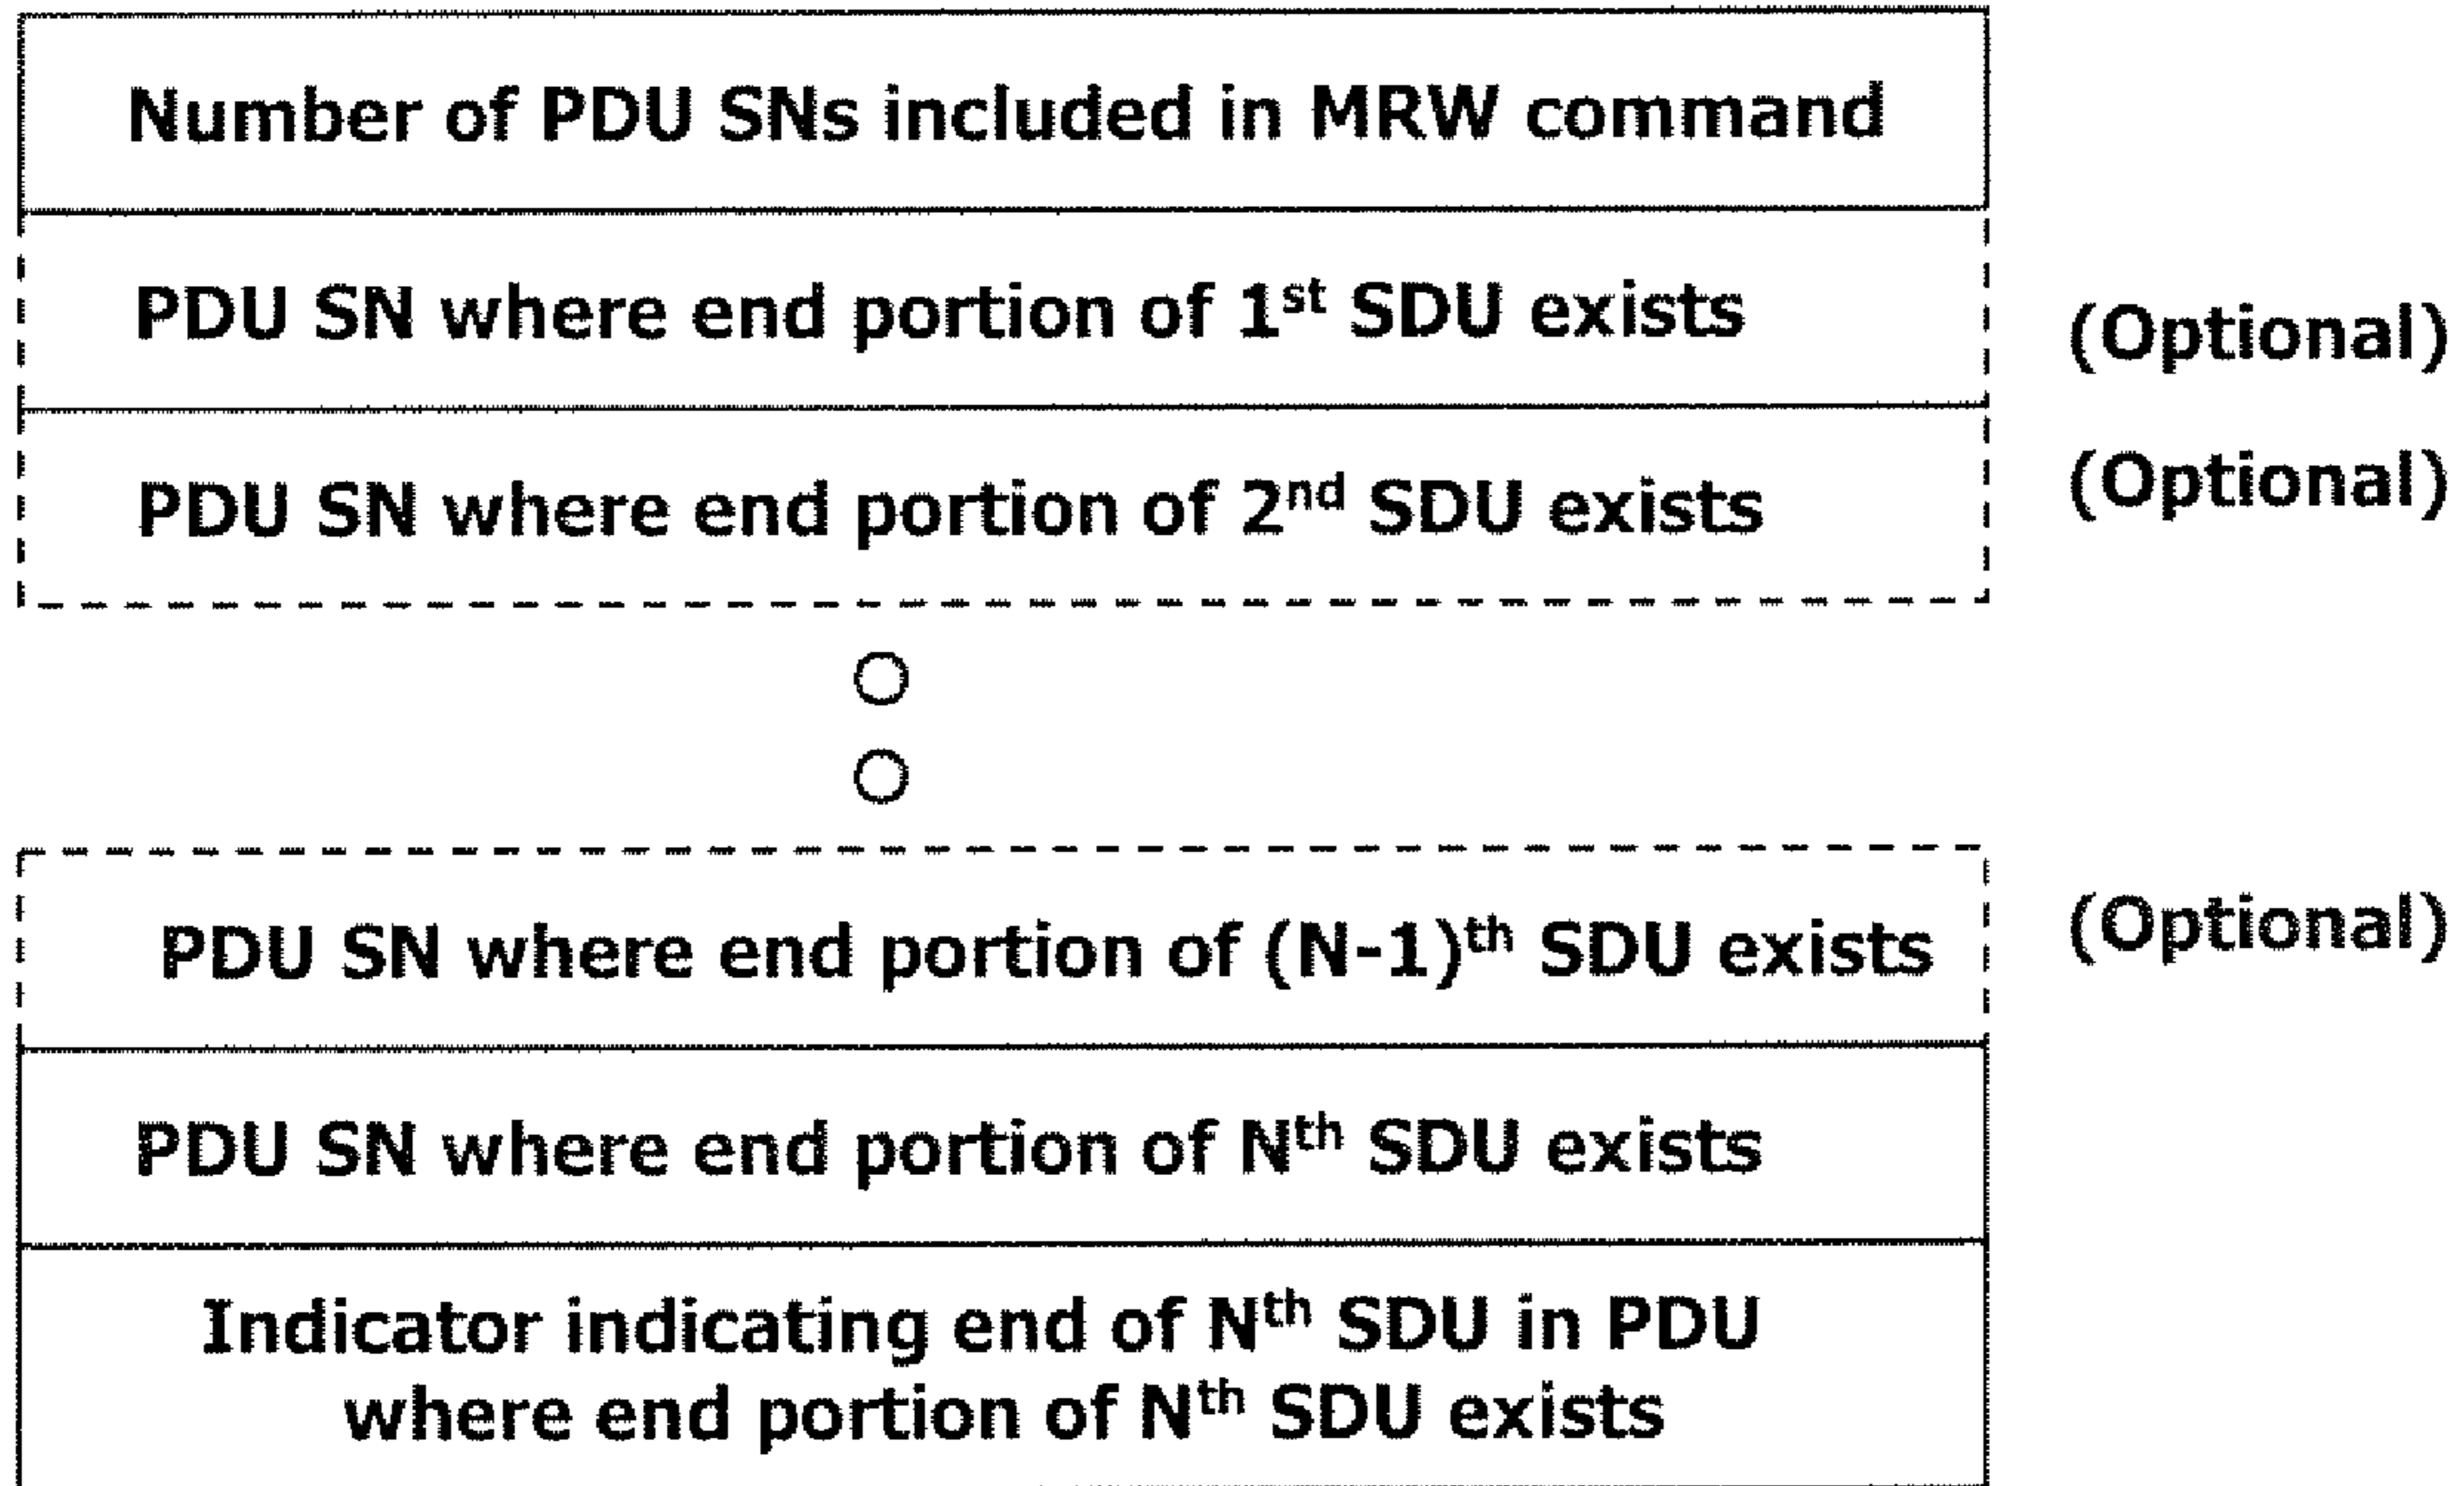 Number of PDU SNs included in MRW command
PDU SN where end portion of 1st SDU exists
(Optional)
PDU SN where end portion of 2nd SDU exists
(Optional)
PDU SN where end portion of (N-1)th SDU exists
(Optional)
PDU SN where end portion of Nth SDU exists
Indicator indicating end of Nth SDU in PDU
where end portion of Nth SDU exists